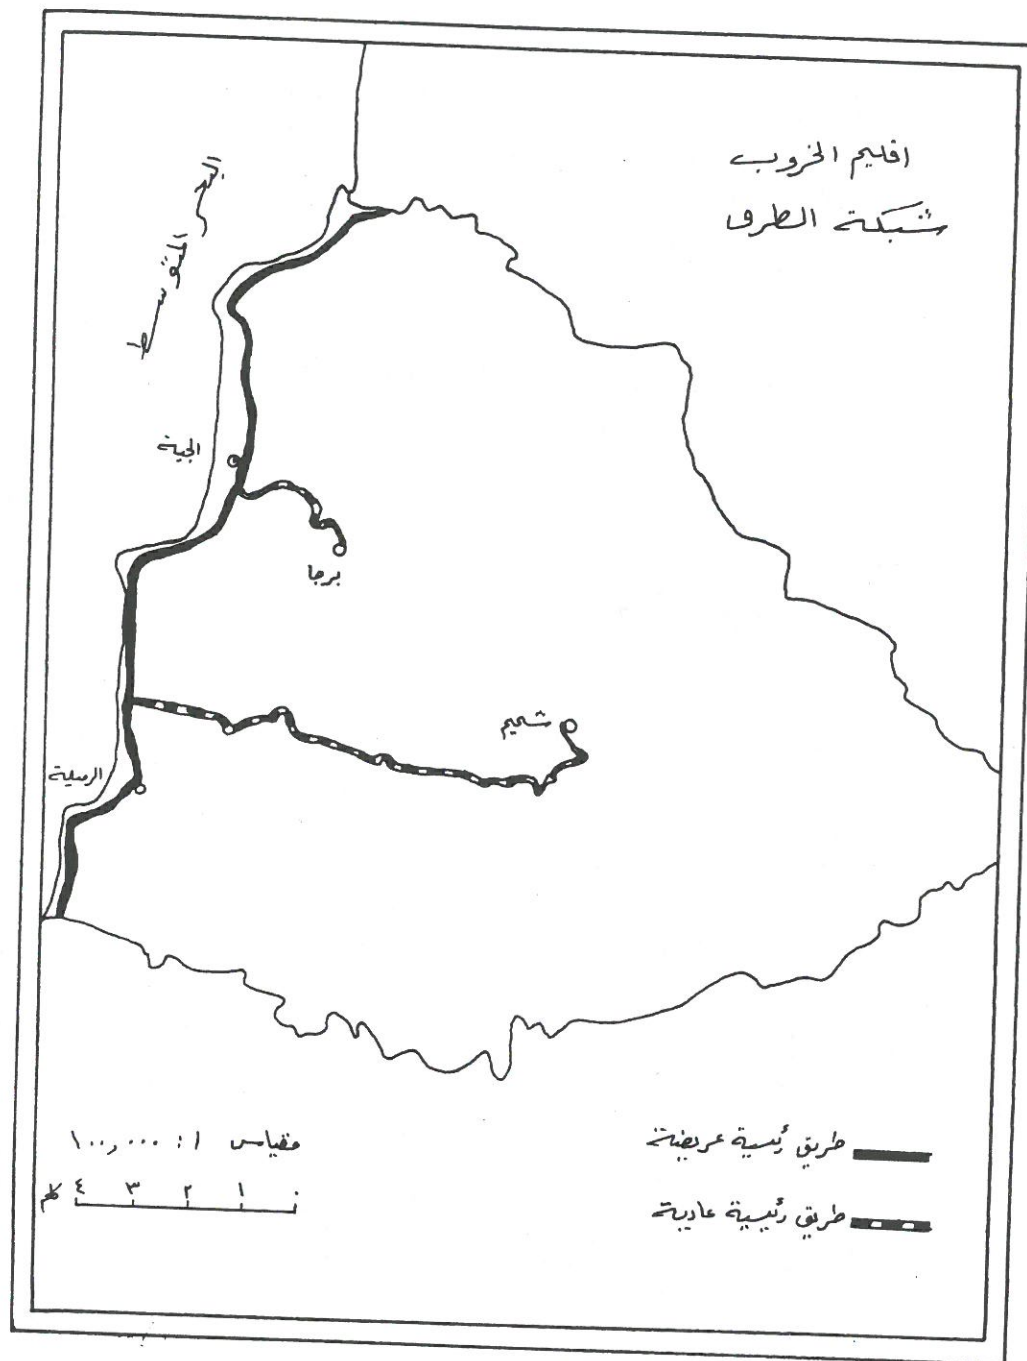 اقليم الخروب
شبكة الطرق
البحر المتوسط
الجية
برجا
شحيم
الرميلة
مقياس ١ : ١٠٠,٠٠٠
٤ ٣ ٢ ١ ٠
كلم
طريق رئيسية عريضة
طريق رئيسية عادية